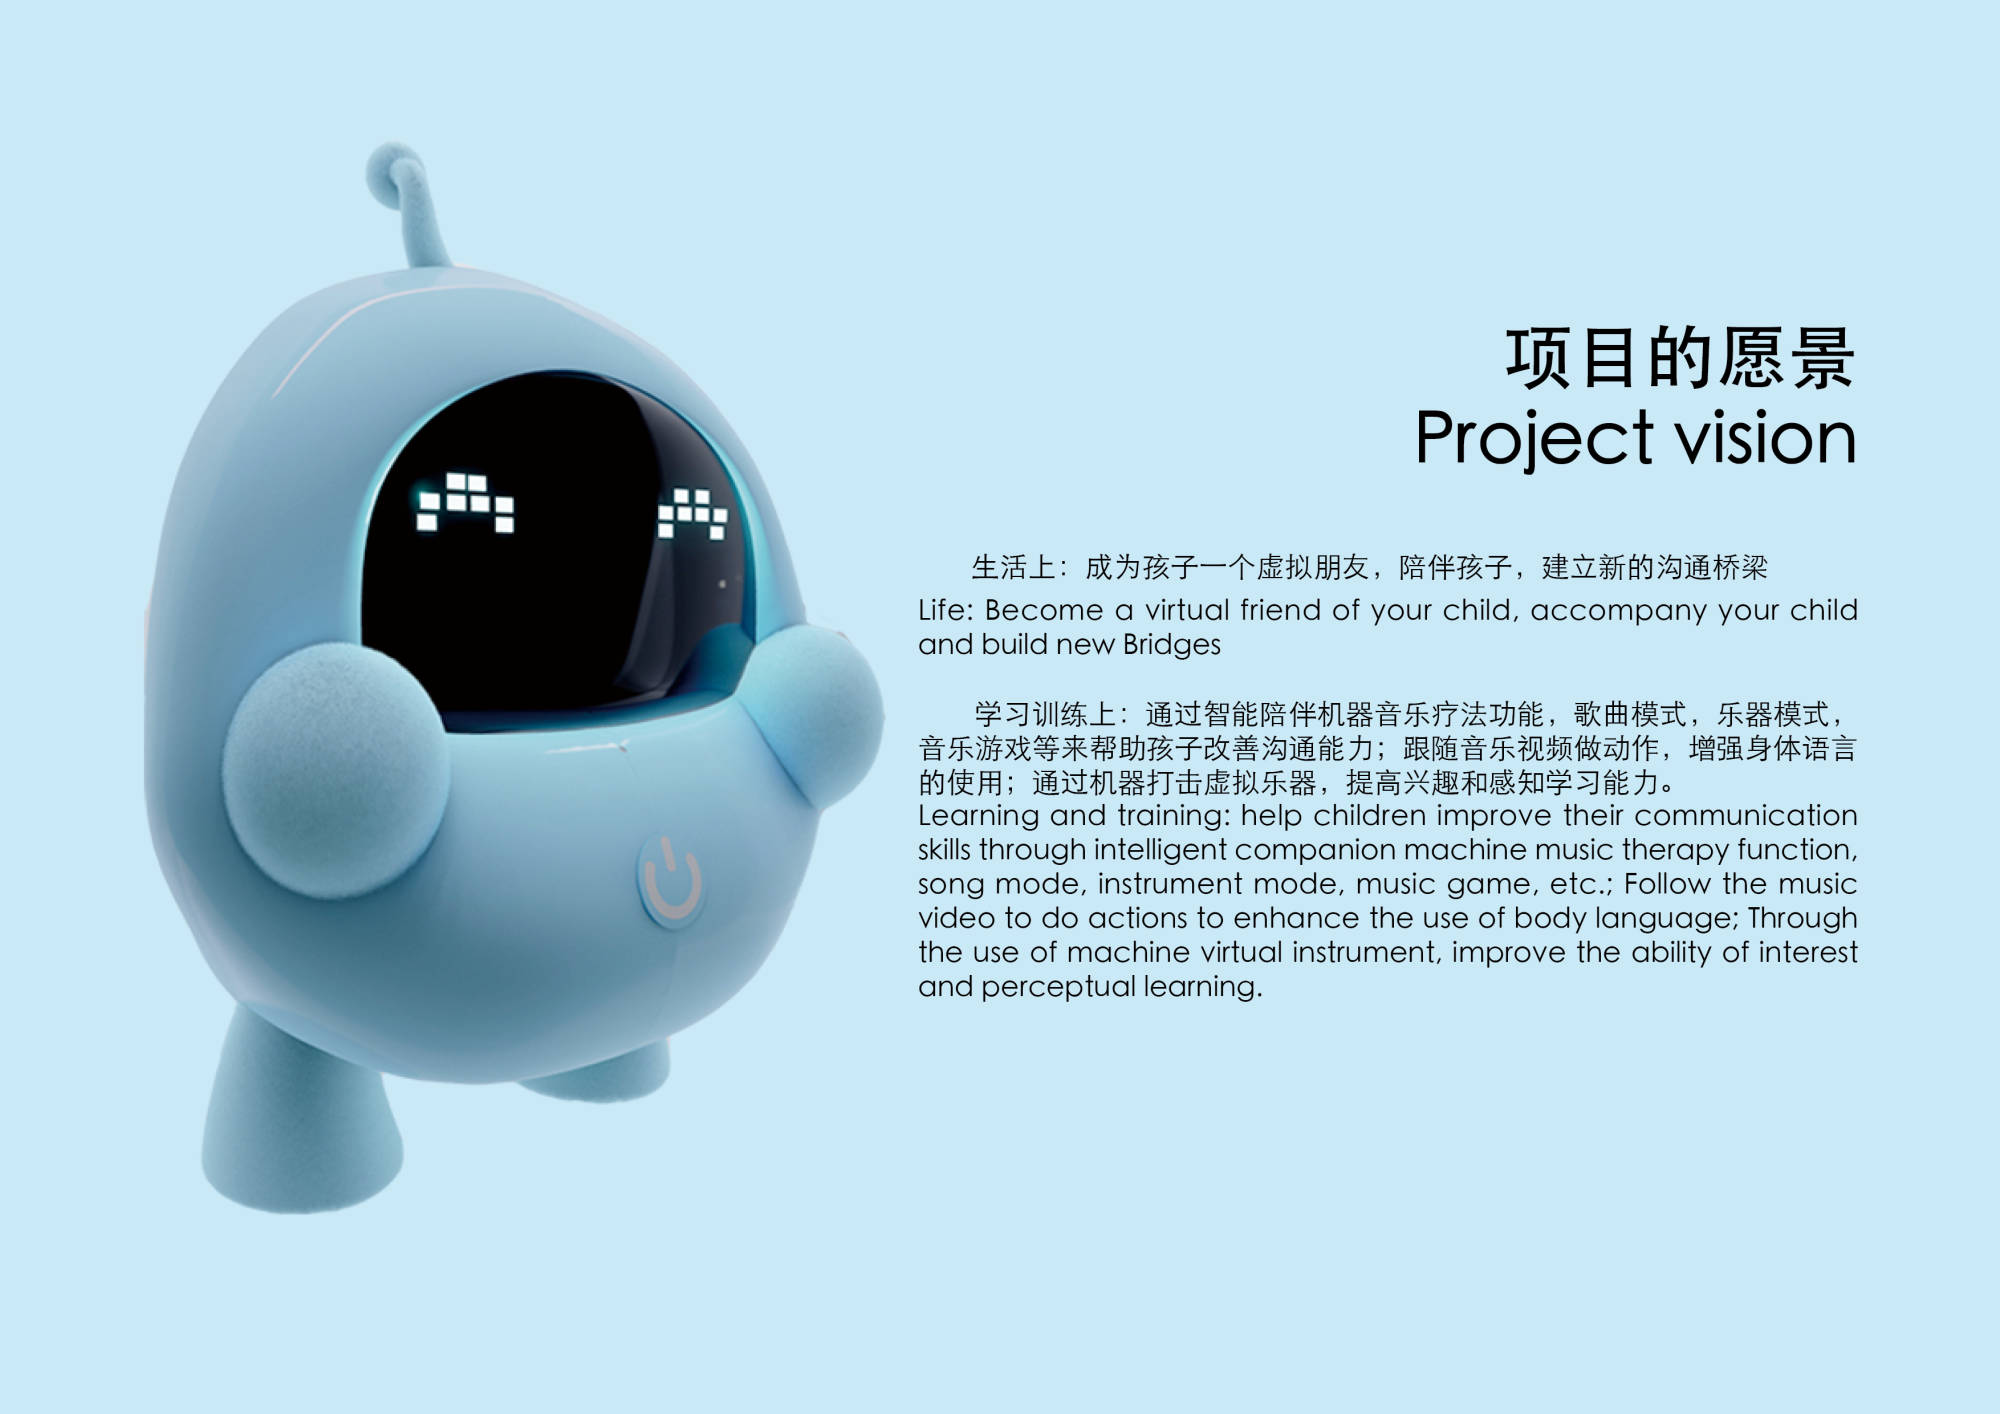 项目的愿景
Project vision
生活上：成为孩子一个虚拟朋友，陪伴孩子，建立新的沟通桥梁
Life: Become a virtual friend of your child, accompany your child
and build new Bridges
学习训练上：通过智能陪伴机器音乐疗法功能，歌曲模式，乐器模式，
音乐游戏等来帮助孩子改善沟通能力；跟随音乐视频做动作，增强身体语言
的使用；通过机器打击虚拟乐器，提高兴趣和感知学习能力。
Learning and training: help children improve their communication
skills through intelligent companion machine music therapy function,
song mode, instrument mode, music game, etc.; Follow the music
video to do actions to enhance the use of body language; Through
the use of machine virtual instrument, improve the ability of interest
and perceptual learning.